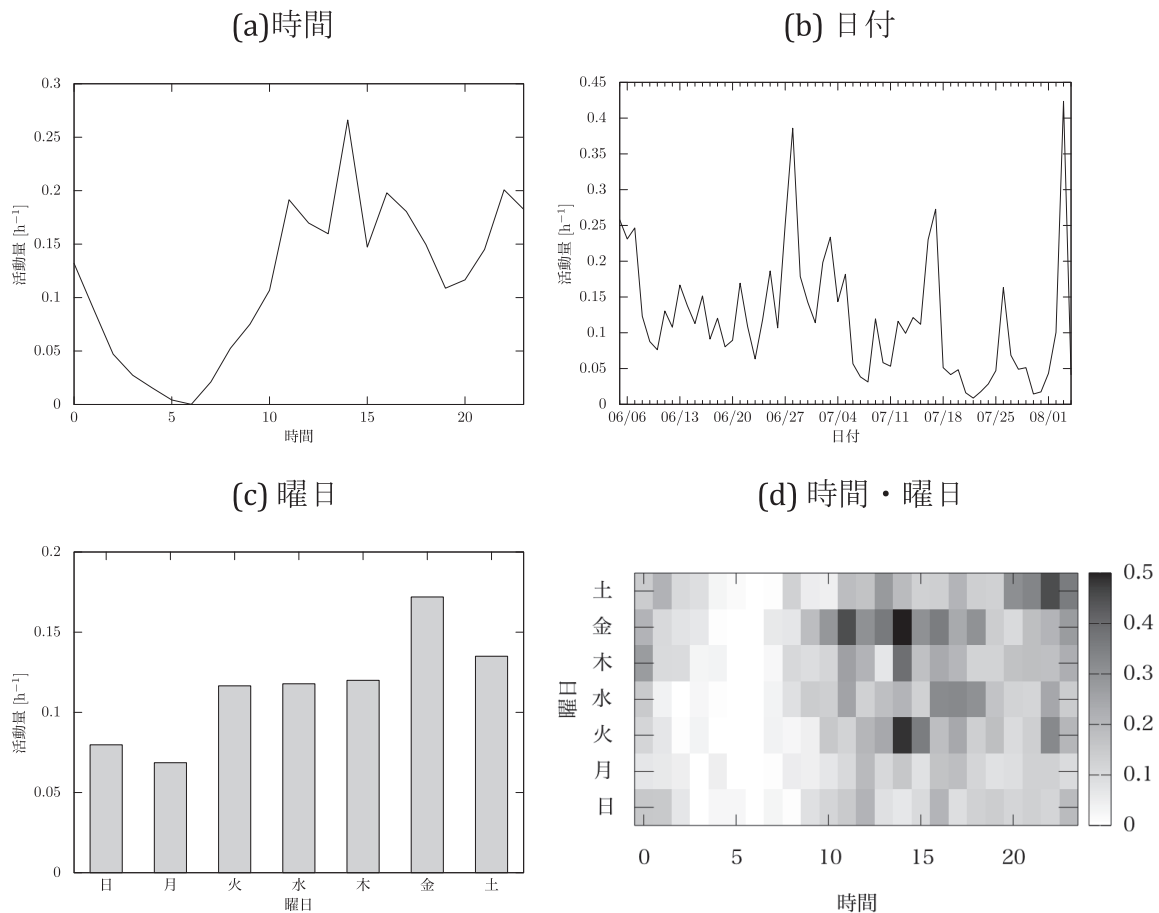 (a)時間
0.3
0.25
0.2
0.15
0.1
0.05
0
活動量 [h⁻¹]
0 5 10 15 20
時間
(b) 日付
0.45
0.4
0.35
0.3
0.25
0.2
0.15
0.1
0.05
0
活動量 [h⁻¹]
06/06 06/13 06/20 06/27 07/04 07/11 07/18 07/25 08/01
日付
(c) 曜日
0.2
0.15
0.1
0.05
0
活動量 [h⁻¹]
日 月 火 水 木 金 土
曜日
(d) 時間・曜日
土
金
木
水
火
月
日
曜日
0 5 10 15 20
時間
0.5
0.4
0.3
0.2
0.1
0